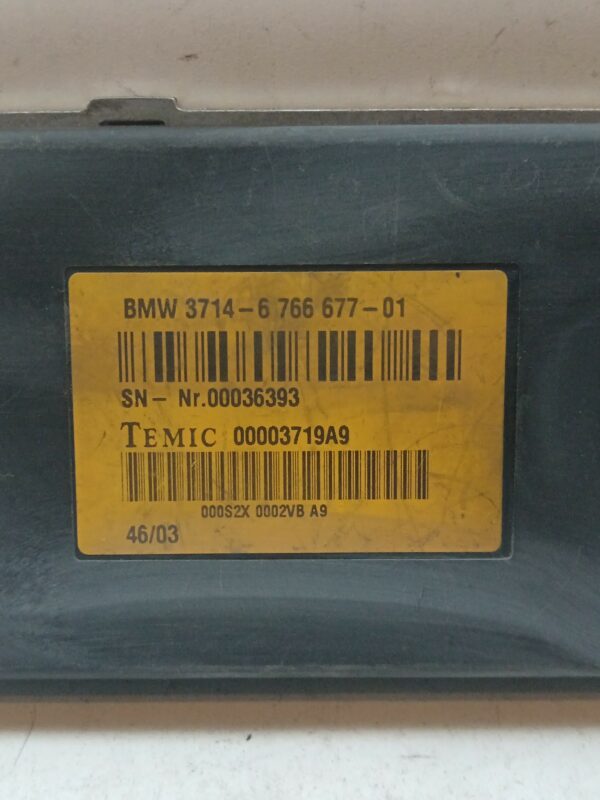 BMW 3714-6 766 677-01
SN- Nr.00036393
TEMIC 00003719A9
000S2X 0002VB A9
46/03